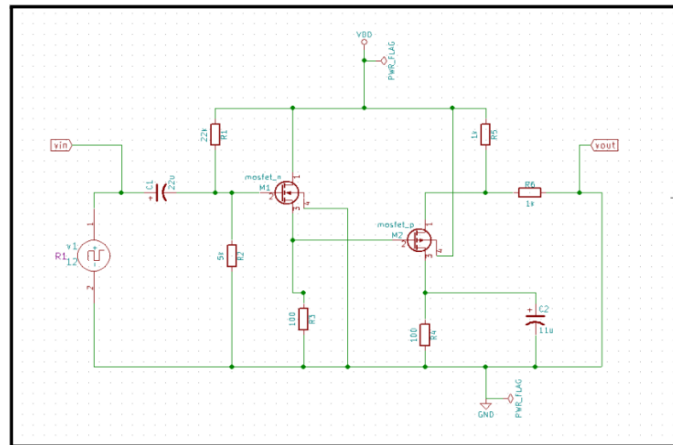 VDD
PWR_FLAG
vin
22k
R1
1k
R5
vout
C1
22u
mosfet_n
M1
1
2
3
4
R6
1k
mosfet_p
M2
1
2
3
4
1
v1
R1
12
2
5k
R2
100
R3
100
R4
C2
11u
GND
PWR_FLAG